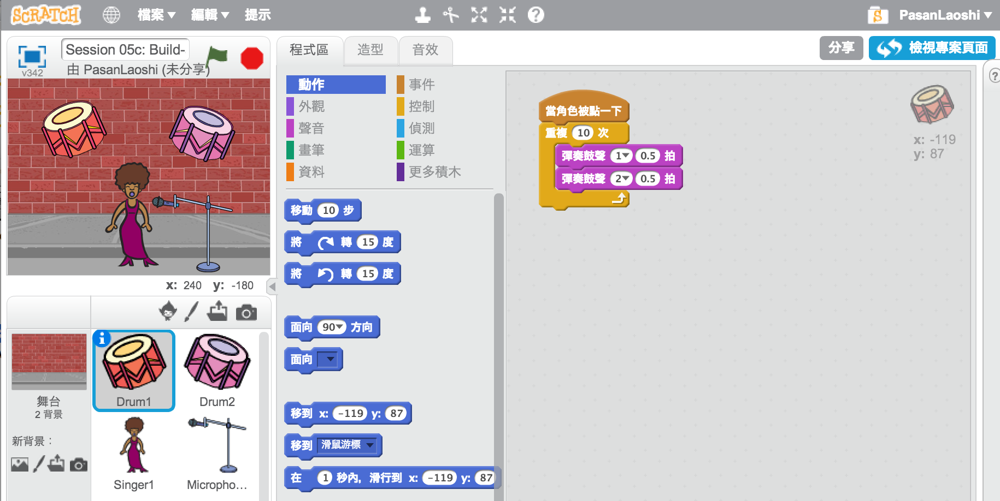 SCRATCH
檔案
編輯
提示
PasanLaoshi
v342
Session 05c: Build-
由 PasanLaoshi (未分享)
程式區
造型
音效
分享
檢視專案頁面
動作
事件
外觀
控制
聲音
偵測
畫筆
運算
資料
更多積木
移動 10 步
將 轉 15 度
將 轉 15 度
面向 90 方向
面向
移到 x: -119 y: 87
移到 滑鼠游標
在 1 秒內, 滑行到 x: -119 y: 87
當角色被點一下
重複 10 次
彈奏鼓聲 1 0.5 拍
彈奏鼓聲 2 0.5 拍
x: -119
y: 87
?
x: 240 y: -180
舞台
2 背景
新背景：
i
Drum1
Drum2
Singer1
Micropho...